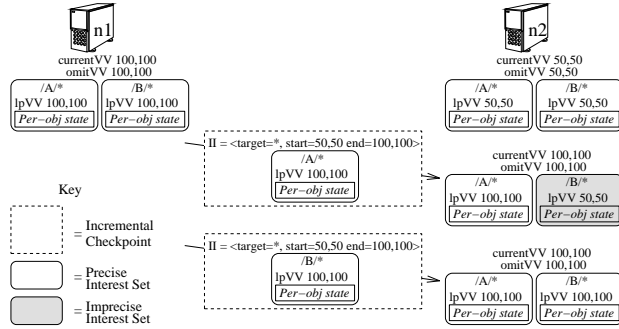 n1
currentVV 100,100
omitVV 100,100
/A/*
lpVV 100,100
Per−obj state
/B/*
lpVV 100,100
Per−obj state
n2
currentVV 50,50
omitVV 50,50
/A/*
lpVV 50,50
Per−obj state
/B/*
lpVV 50,50
Per−obj state
II = <target=*, start=50,50 end=100,100>
/A/*
lpVV 100,100
Per−obj state
currentVV 100,100
omitVV 100,100
/A/*
lpVV 100,100
Per−obj state
/B/*
lpVV 50,50
Per−obj state
II = <target=*, start=50,50 end=100,100>
/B/*
lpVV 100,100
Per−obj state
currentVV 100,100
omitVV 100,100
/A/*
lpVV 100,100
Per−obj state
/B/*
lpVV 100,100
Per−obj state
Key
= Incremental
Checkpoint
= Precise
Interest Set
= Imprecise
Interest Set